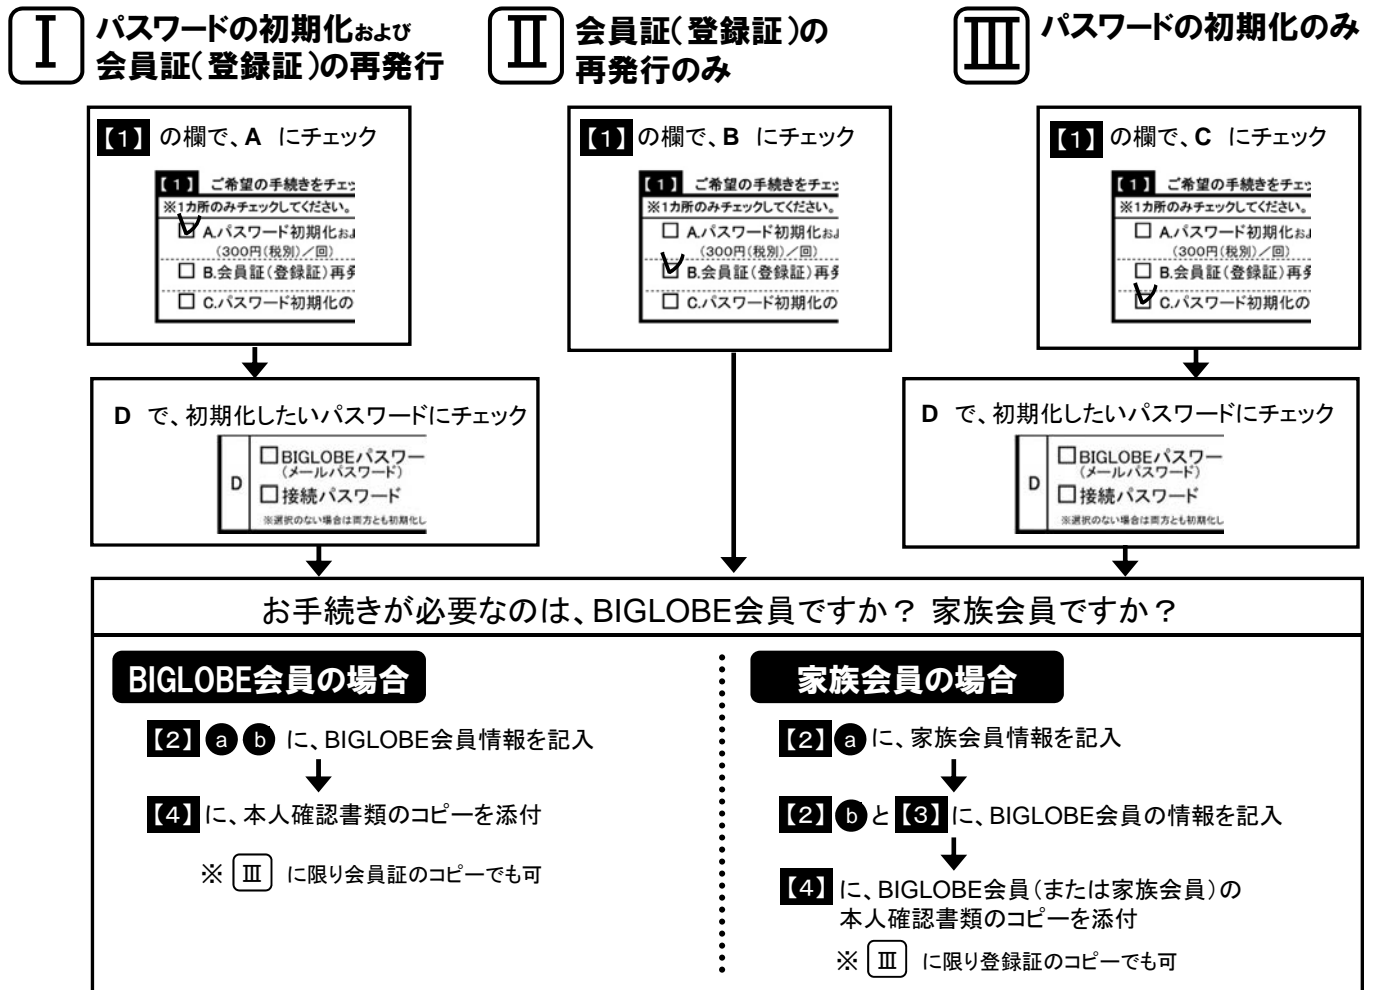 Ⅰ パスワードの初期化および
会員証(登録証)の再発行
【1】 の欄で、A にチェック
【1】 ご希望の手続きをチェッ
※1カ所のみチェックしてください。
A.パスワード初期化およ
(300円(税別)/回)
B.会員証(登録証)再発
C.パスワード初期化の
D で、初期化したいパスワードにチェック
D
□BIGLOBEパスワー
(メールパスワード)
□接続パスワード
※選択のない場合は両方とも初期化し
Ⅱ 会員証(登録証)の
再発行のみ
【1】 の欄で、B にチェック
【1】 ご希望の手続きをチェッ
※1カ所のみチェックしてください。
A.パスワード初期化およ
(300円(税別)/回)
B.会員証(登録証)再発
C.パスワード初期化の
Ⅲ パスワードの初期化のみ
【1】 の欄で、C にチェック
【1】 ご希望の手続きをチェッ
※1カ所のみチェックしてください。
A.パスワード初期化およ
(300円(税別)/回)
B.会員証(登録証)再発
C.パスワード初期化の
D で、初期化したいパスワードにチェック
D
□BIGLOBEパスワー
(メールパスワード)
□接続パスワード
※選択のない場合は両方とも初期化し
お手続きが必要なのは、BIGLOBE会員ですか? 家族会員ですか?
BIGLOBE会員の場合
【2】 a b に、BIGLOBE会員情報を記入
【4】 に、本人確認書類のコピーを添付
※ Ⅲ に限り会員証のコピーでも可
家族会員の場合
【2】 a に、家族会員情報を記入
【2】 b と 【3】 に、BIGLOBE会員の情報を記入
【4】 に、BIGLOBE会員(または家族会員)の
本人確認書類のコピーを添付
※ Ⅲ に限り登録証のコピーでも可